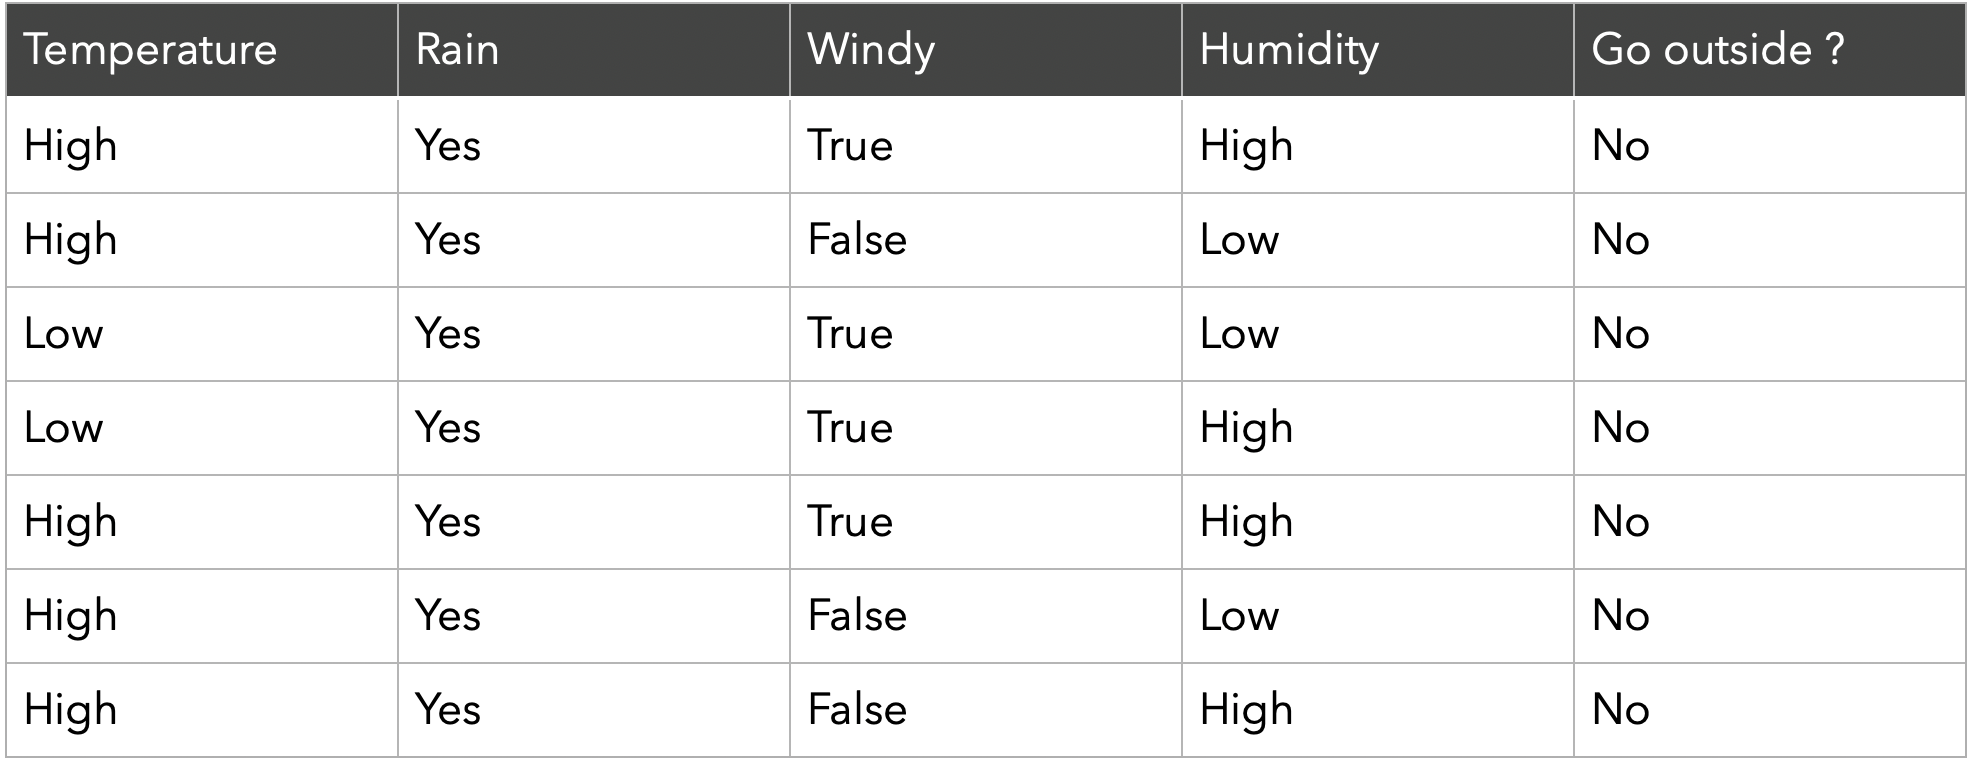 Temperature Rain Windy Humidity Go outside ?
High Yes True High No
High Yes False Low No
Low Yes True Low No
Low Yes True High No
High Yes True High No
High Yes False Low No
High Yes False High No